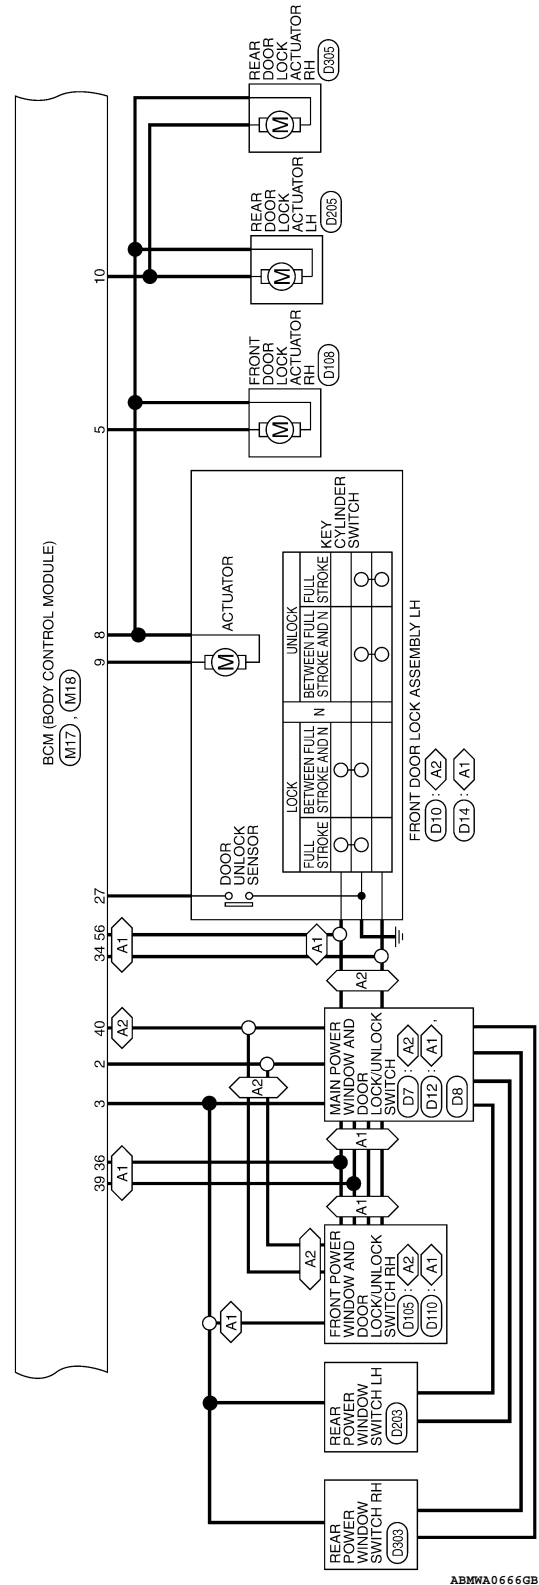 BCM (BODY CONTROL MODULE)
M17 , M18
39 36
3
2
40
34 56
27
9
8
5
10
A1
A2
A1
REAR
DOOR
LOCK
ACTUATOR
RH
D305
M
REAR
DOOR
LOCK
ACTUATOR
LH
D205
M
FRONT
DOOR
LOCK
ACTUATOR
RH
D108
M
ACTUATOR
M
DOOR
UNLOCK
SENSOR
KEY
CYLINDER
SWITCH
LOCK
N
UNLOCK
FULL
STROKE
BETWEEN FULL
STROKE AND N
BETWEEN FULL
STROKE AND N
FULL
STROKE
FRONT DOOR LOCK ASSEMBLY LH
D10 : A2
D14 : A1
A1
A2
A2
MAIN POWER
WINDOW AND
DOOR
LOCK/UNLOCK
SWITCH
D7 : A2
D12 : A1 ,
D8
A1
A1
A2
A1
FRONT POWER
WINDOW AND
DOOR
LOCK/UNLOCK
SWITCH RH
D105 : A2
D110 : A1
REAR
POWER
WINDOW
SWITCH LH
D203
REAR
POWER
WINDOW
SWITCH RH
D303
ABMWA0666GB